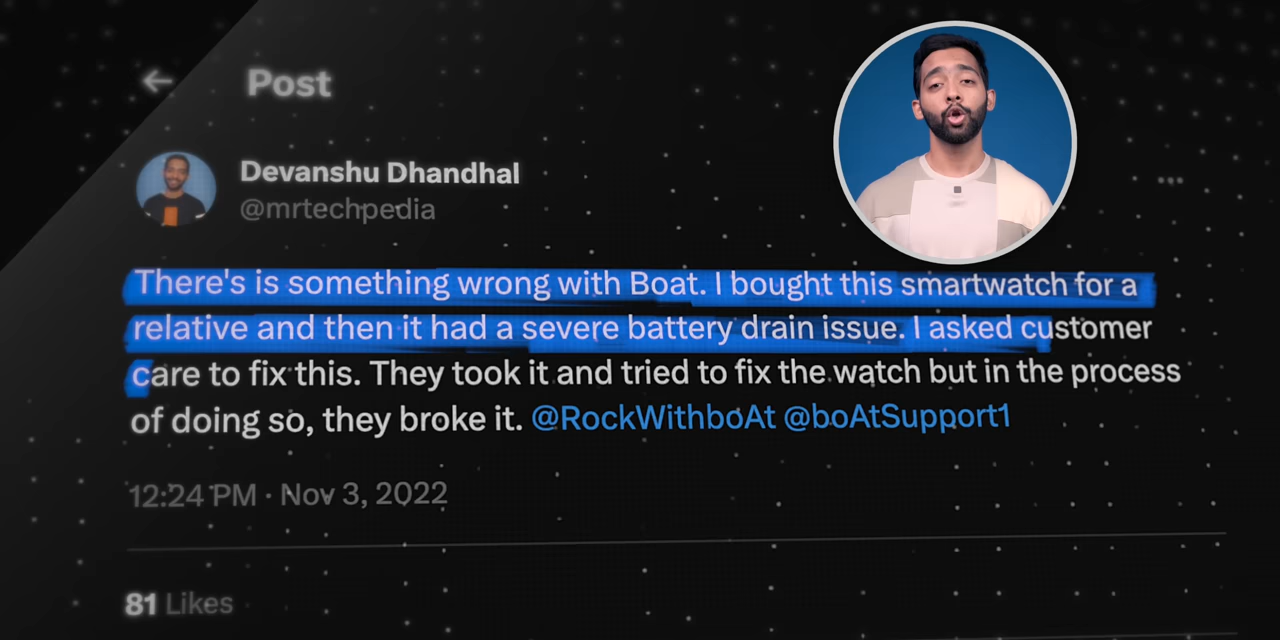 Post
Devanshu Dhandhal
@mrtechpedia
There's is something wrong with Boat. I bought this smartwatch for a
relative and then it had a severe battery drain issue. I asked customer
care to fix this. They took it and tried to fix the watch but in the process
of doing so, they broke it. @RockWithboAt @boAtSupport1
12:24 PM · Nov 3, 2022
81 Likes